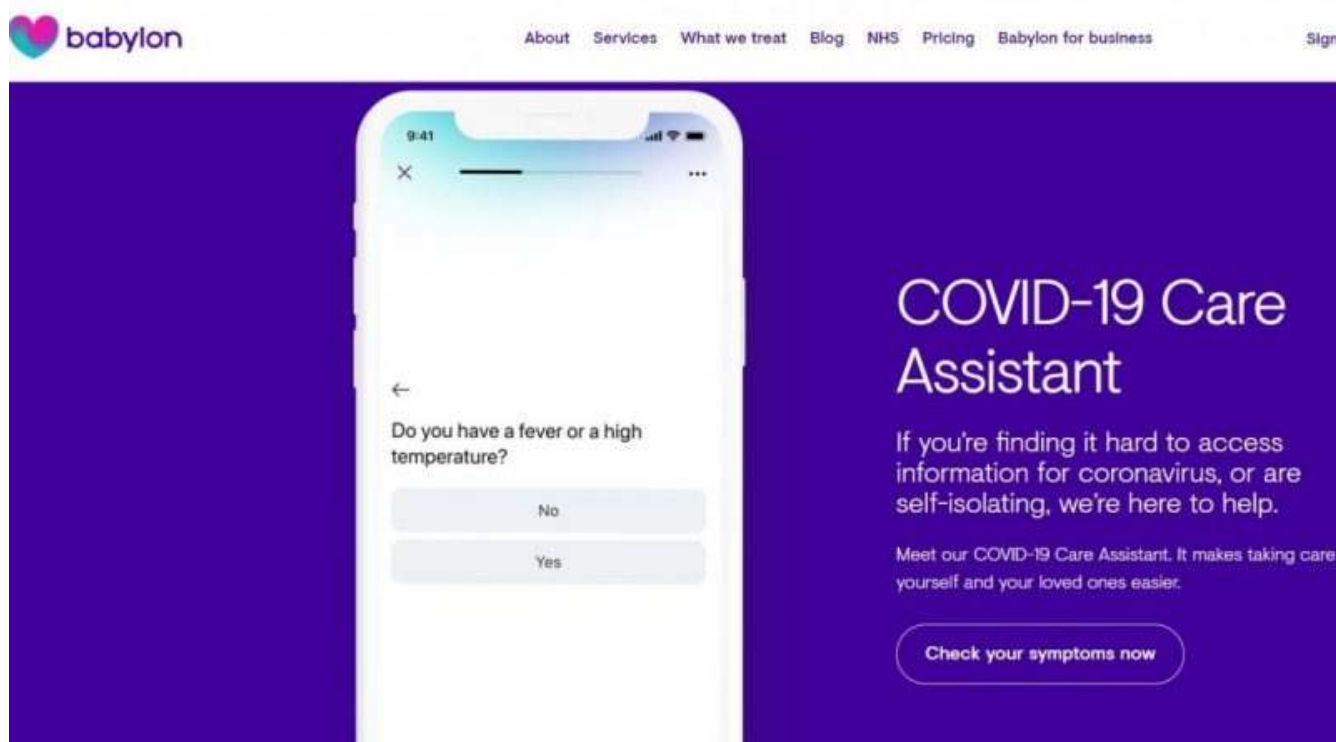 babylon
About Services What we treat Blog NHS Pricing Babylon for business Sign
9:41
Do you have a fever or a high
temperature?
No
Yes
COVID-19 Care
Assistant
If you're finding it hard to access
information for coronavirus, or are
self-isolating, we're here to help.
Meet our COVID-19 Care Assistant. It makes taking care
yourself and your loved ones easier.
Check your symptoms now